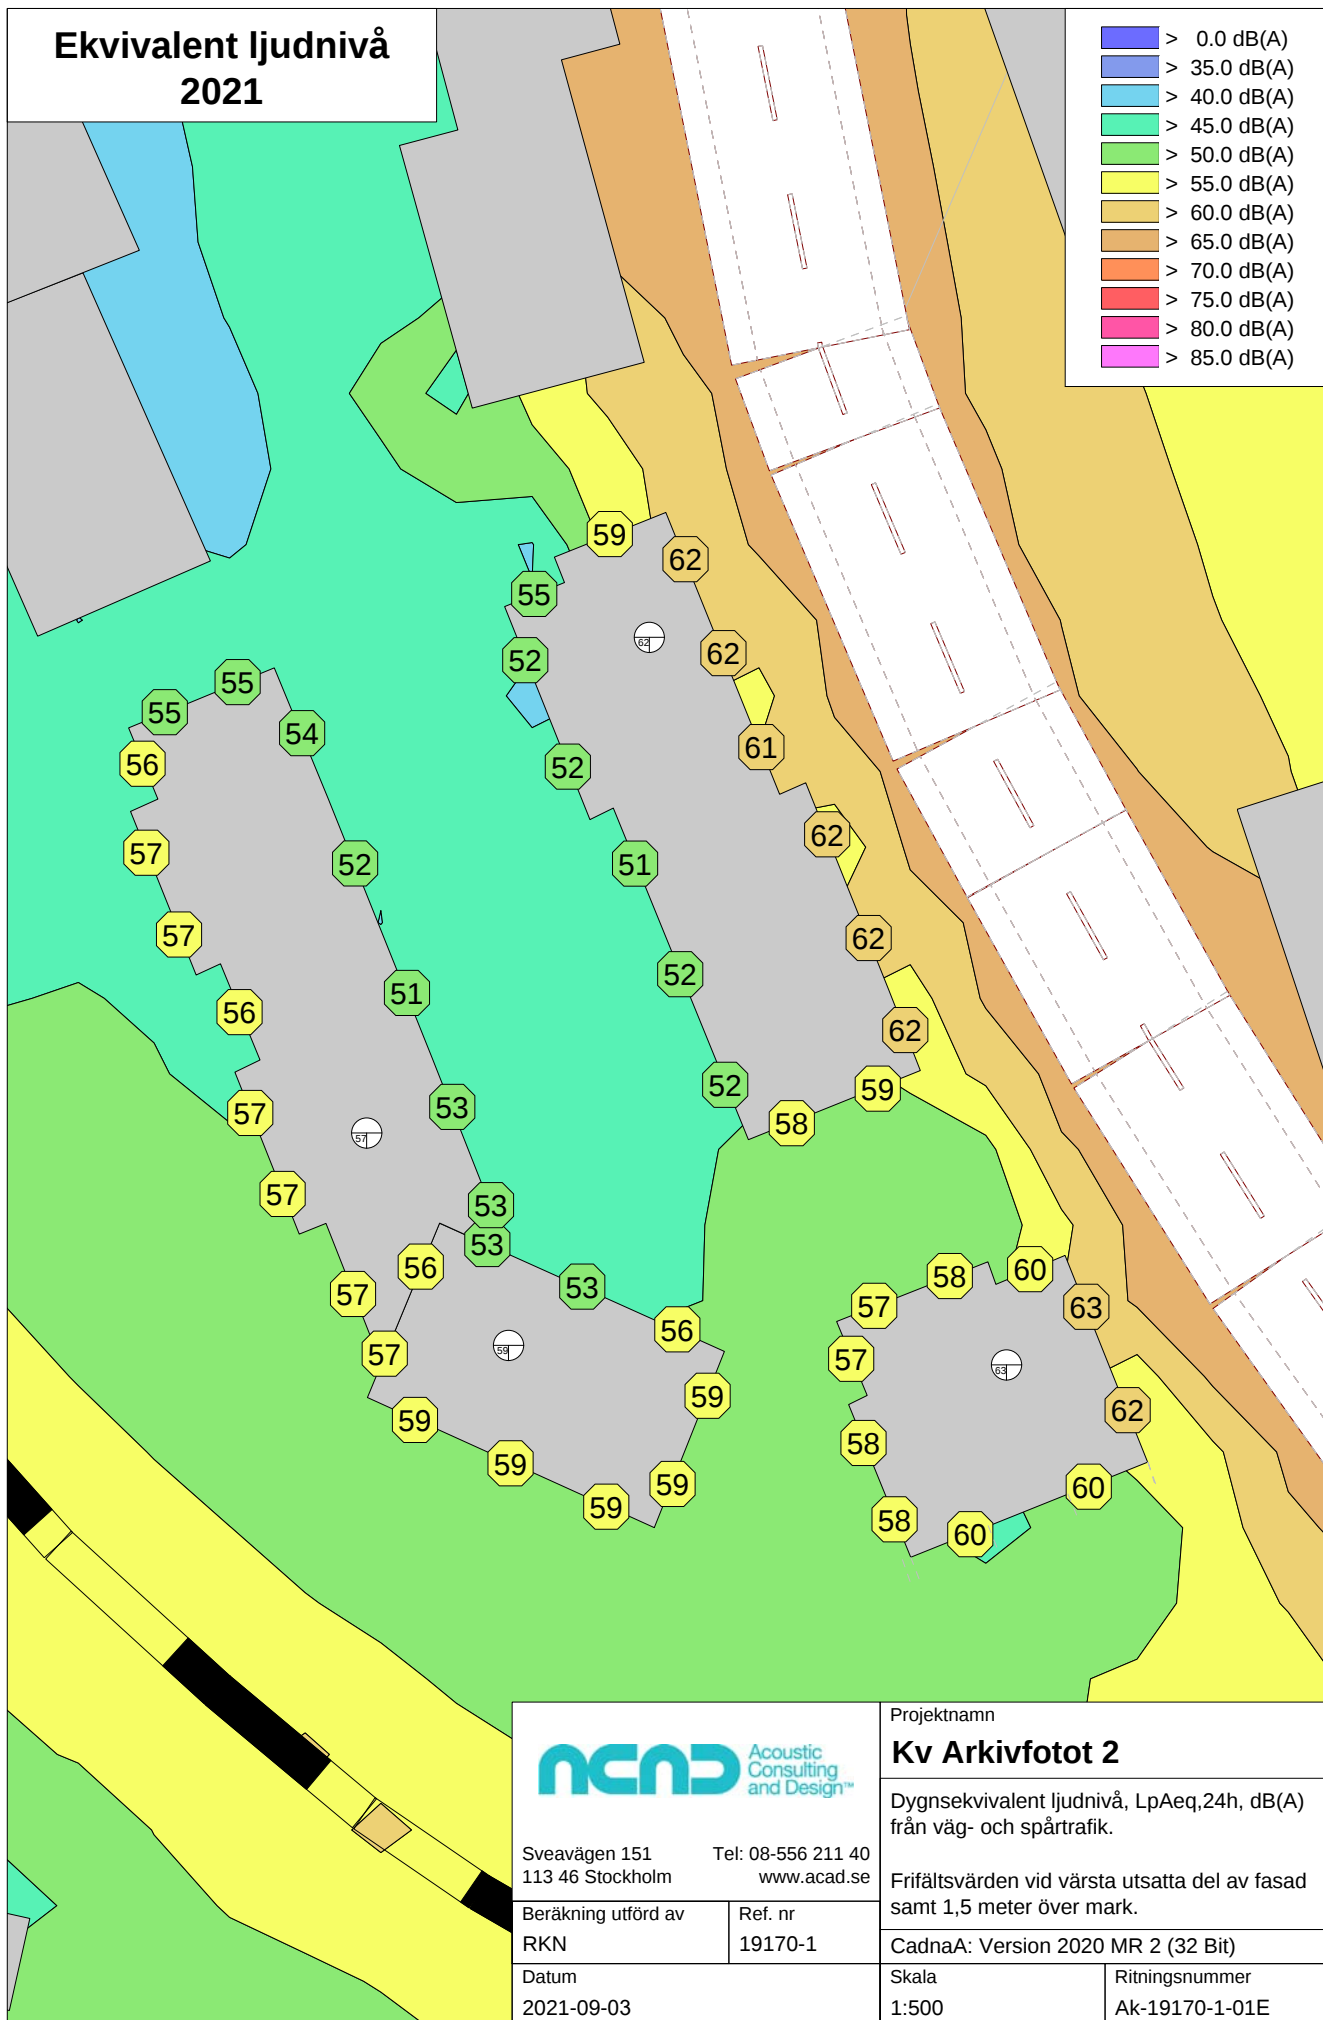 Ekvivalent ljudnivå
2021
> 0.0 dB(A)
> 35.0 dB(A)
> 40.0 dB(A)
> 45.0 dB(A)
> 50.0 dB(A)
> 55.0 dB(A)
> 60.0 dB(A)
> 65.0 dB(A)
> 70.0 dB(A)
> 75.0 dB(A)
> 80.0 dB(A)
> 85.0 dB(A)
59
62
55
62
52
62
55
55
54
61
56
52
62
57
52
51
57
62
52
51
56
62
52
59
53
57
58
57
57
53
53
56
58
60
53
57
57
63
56
59
57
57
63
59
62
59
58
59
59
60
59
58
60
ACAD
Acoustic
Consulting
and Design™
Sveavägen 151 Tel: 08-556 211 40
113 46 Stockholm www.acad.se
Beräkning utförd av
RKN
Ref. nr
19170-1
Datum
2021-09-03
Projektnamn
Kv Arkivfotot 2
Dygnsekvivalent ljudnivå, LpAeq,24h, dB(A)
från väg- och spårtrafik.
Frifältsvärden vid värsta utsatta del av fasad
samt 1,5 meter över mark.
CadnaA: Version 2020 MR 2 (32 Bit)
Skala
1:500
Ritningsnummer
Ak-19170-1-01E